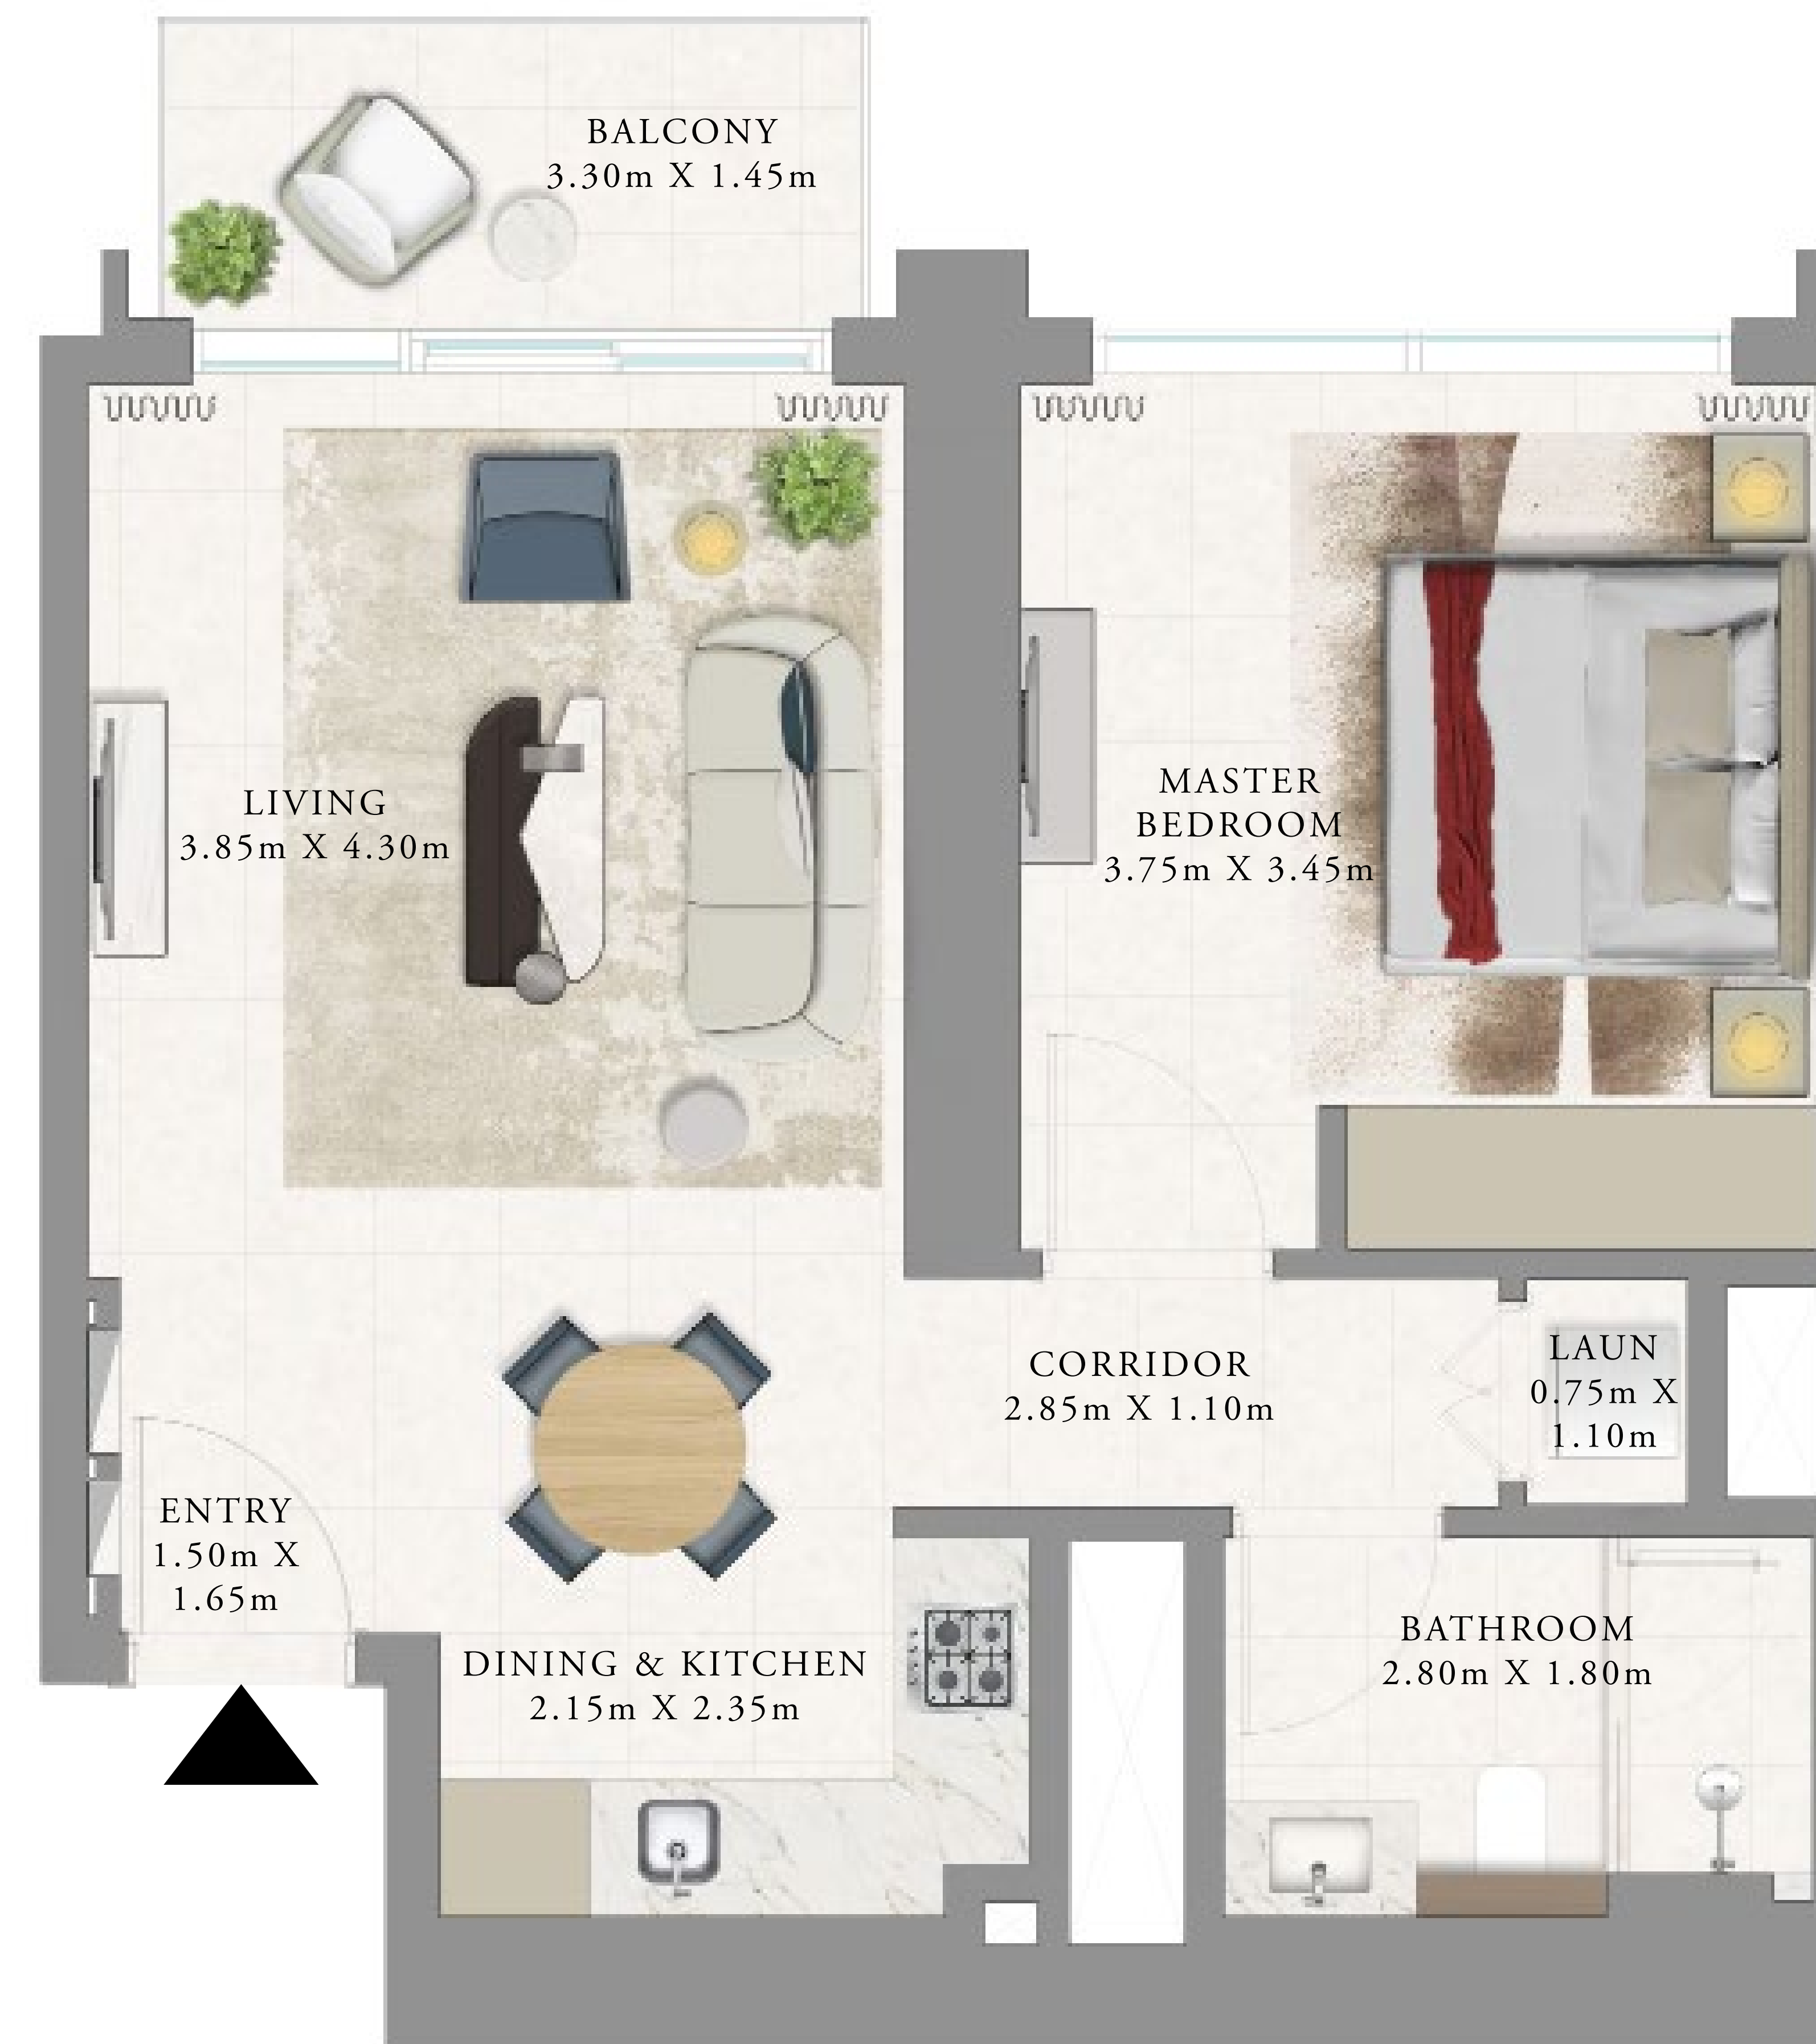 BALCONY
3.30m X 1.45m
LIVING
3.85m X 4.30m
MASTER
BEDROOM
3.75m X 3.45m
CORRIDOR
2.85m X 1.10m
LAUN
0.75m X
1.10m
ENTRY
1.50m X
1.65m
DINING & KITCHEN
2.15m X 2.35m
BATHROOM
2.80m X 1.80m